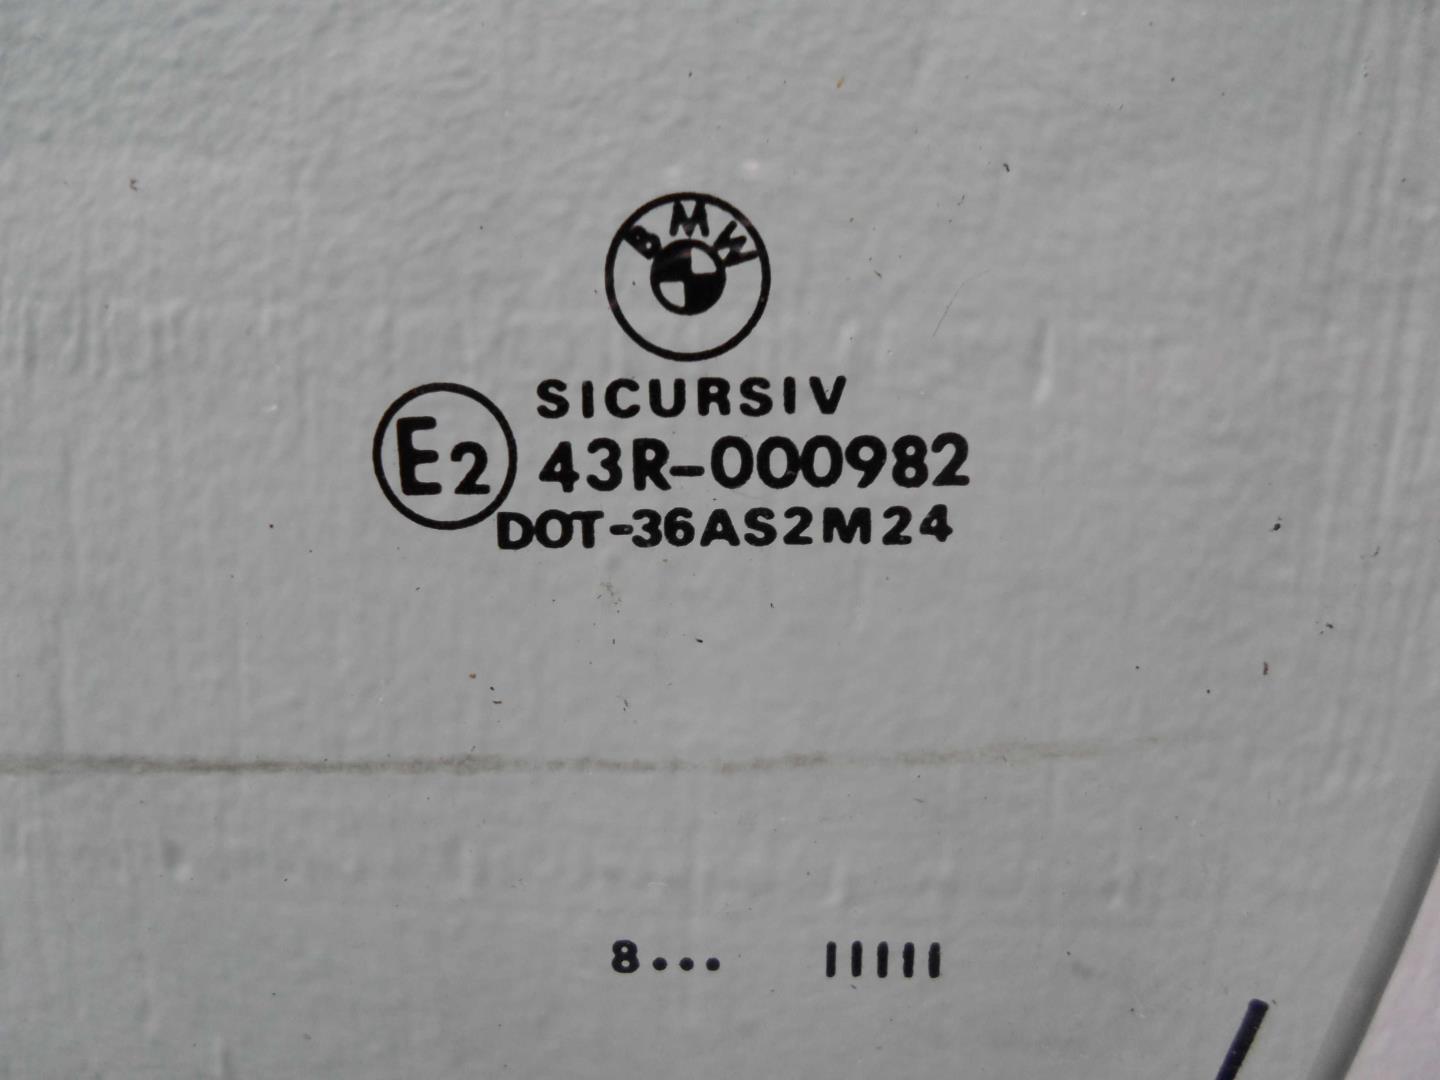 BMW
SICURSIV
E2 43R-000982
DOT-36AS2M24
8... IIIII